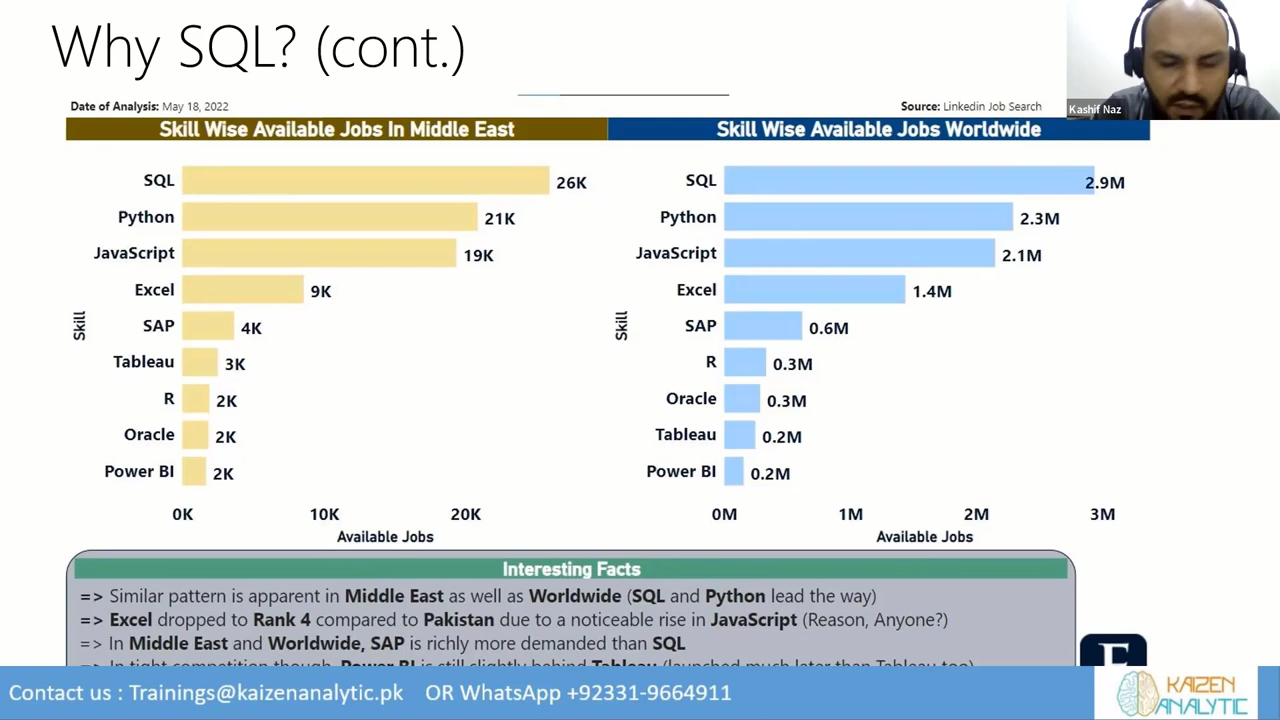 Why SQL? (cont.)
Kashif Naz
Date of Analysis: May 18, 2022
Source: Linkedin Job Search
Skill Wise Available Jobs In Middle East
Skill Wise Available Jobs Worldwide
Skill
SQL 26K
Python 21K
JavaScript 19K
Excel 9K
SAP 4K
Tableau 3K
R 2K
Oracle 2K
Power BI 2K
0K 10K 20K
Available Jobs
Skill
SQL 2.9M
Python 2.3M
JavaScript 2.1M
Excel 1.4M
SAP 0.6M
R 0.3M
Oracle 0.3M
Tableau 0.2M
Power BI 0.2M
0M 1M 2M 3M
Available Jobs
Interesting Facts
=> Similar pattern is apparent in Middle East as well as Worldwide (SQL and Python lead the way)
=> Excel dropped to Rank 4 compared to Pakistan due to a noticeable rise in JavaScript (Reason, Anyone?)
=> In Middle East and Worldwide, SAP is richly more demanded than SQL
=> In tight competition though, Power BI is still slightly behind Tableau (launched much later than Tableau too)
Contact us : Trainings@kaizenanalytic.pk OR WhatsApp +92331-9664911
KAIZEN
ANALYTIC